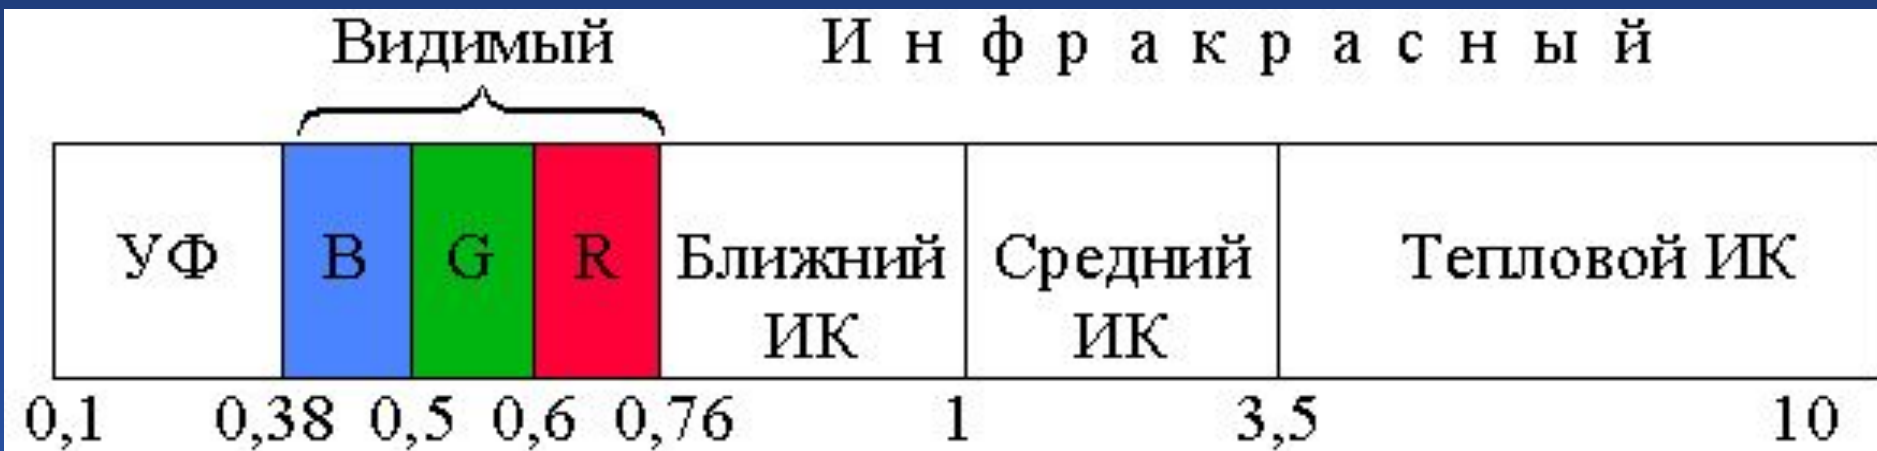 Видимый Инфракрасный
УФ B G R Ближний ИК Средний ИК Тепловой ИК
0,1 0,38 0,5 0,6 0,76 1 3,5 10